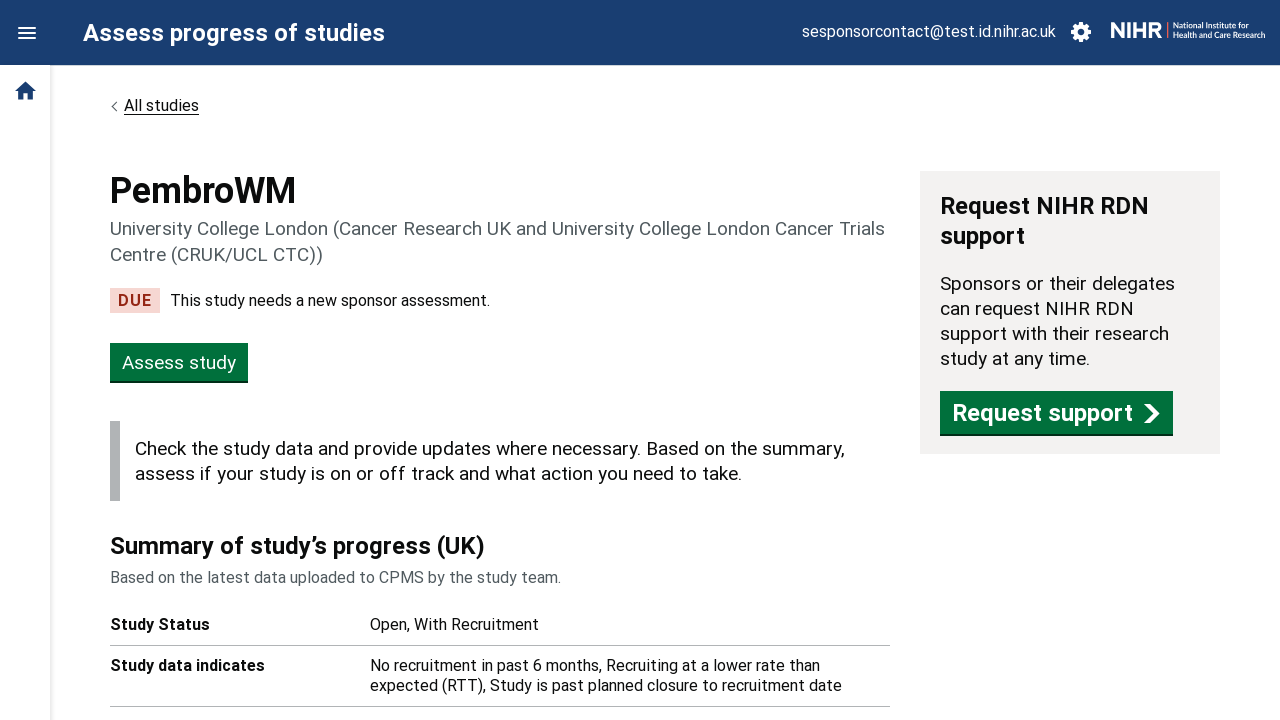 Assess progress of studies
sesponsorcontact@test.id.nihr.ac.uk
NIHR | National Institute for
Health and Care Research
All studies
PembroWM
University College London (Cancer Research UK and University College London Cancer Trials
Centre (CRUK/UCL CTC))
DUE This study needs a new sponsor assessment.
Assess study
Check the study data and provide updates where necessary. Based on the summary,
assess if your study is on or off track and what action you need to take.
Summary of study’s progress (UK)
Based on the latest data uploaded to CPMS by the study team.
Study Status Open, With Recruitment
Study data indicates No recruitment in past 6 months, Recruiting at a lower rate than
expected (RTT), Study is past planned closure to recruitment date
Request NIHR RDN
support
Sponsors or their delegates
can request NIHR RDN
support with their research
study at any time.
Request support